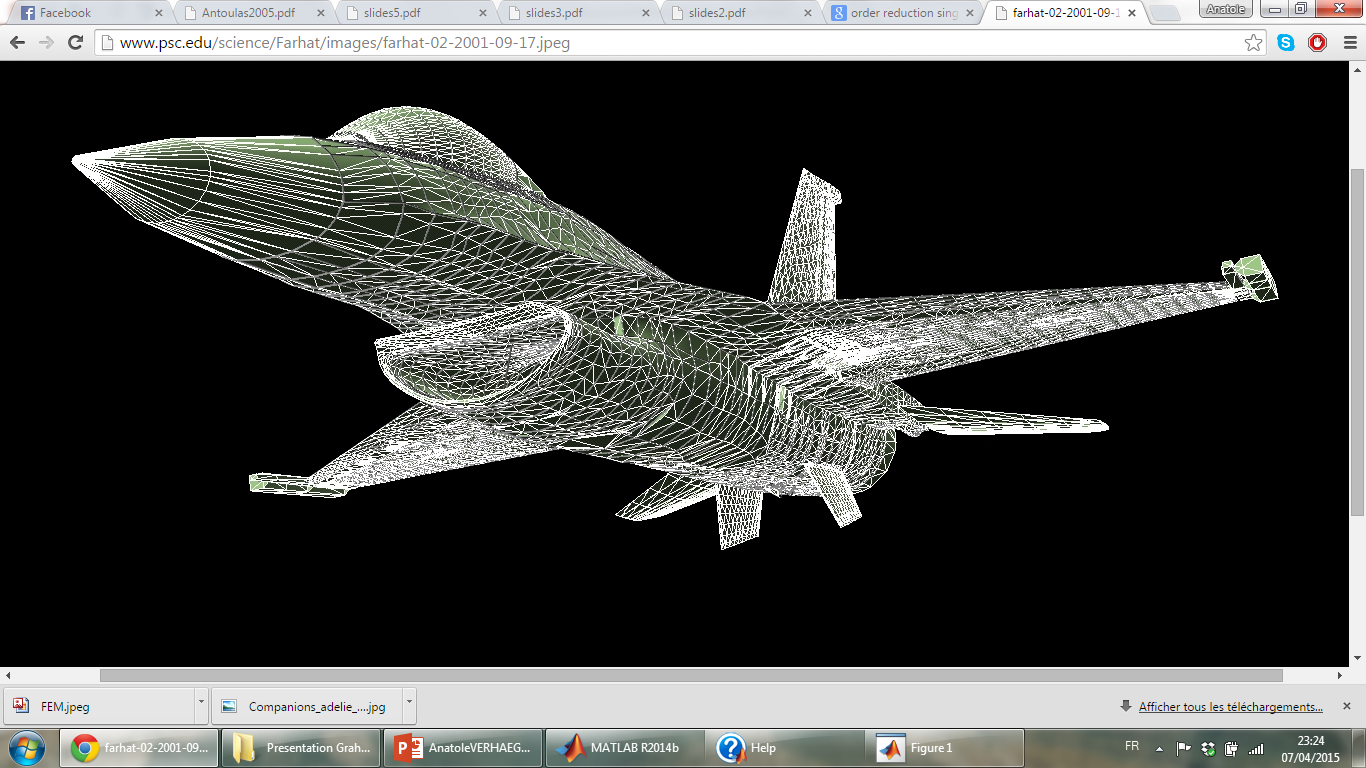 Facebook
Antoulas2005.pdf
slides5.pdf
slides3.pdf
slides2.pdf
order reduction sing
farhat-02-2001-09-1
Anatole
www.psc.edu/science/Farhat/images/farhat-02-2001-09-17.jpeg
FEM.jpeg
Companions_adelie_....jpg
Afficher tous les téléchargements...
farhat-02-2001-09...
Presentation Grah...
AnatoleVERHAEG...
MATLAB R2014b
Help
Figure 1
FR
23:24
07/04/2015